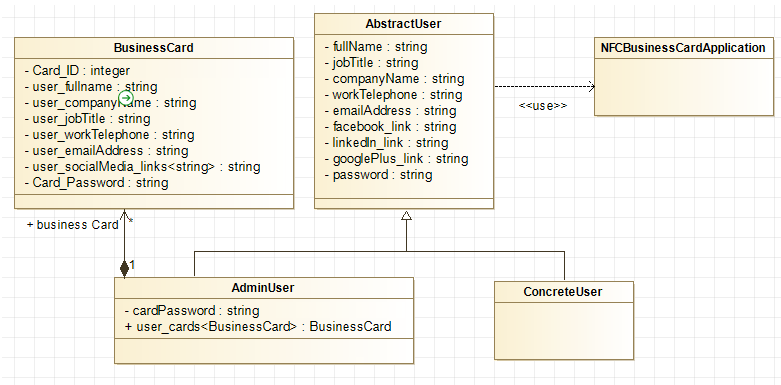 BusinessCard
- Card_ID : integer
- user_fullname : string
- user_companyName : string
- user_jobTitle : string
- user_workTelephone : string
- user_emailAddress : string
- user_socialMedia_links<string> : string
- Card_Password : string
AbstractUser
- fullName : string
- jobTitle : string
- companyName : string
- workTelephone : string
- emailAddress : string
- facebook_link : string
- linkedIn_link : string
- googlePlus_link : string
- password : string
NFCBusinessCardApplication
<<use>>
+ business Card
*
1
AdminUser
- cardPassword : string
+ user_cards<BusinessCard> : BusinessCard
ConcreteUser